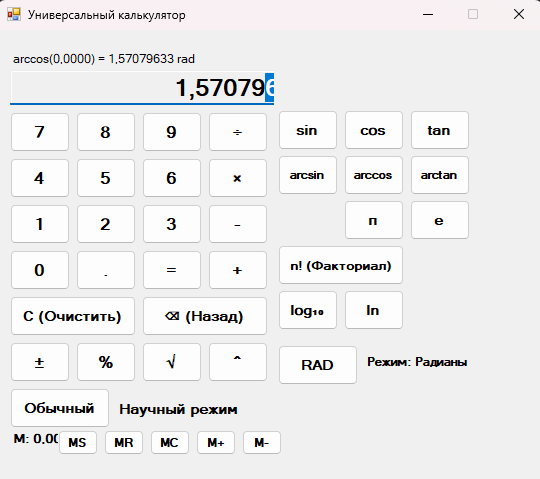 Универсальный калькулятор
arccos(0,0000) = 1,57079633 rad
1,570796
7 8 9 ÷ sin cos tan
4 5 6 × arcsin arccos arctan
1 2 3 - π e
0 . = + n! (Факториал)
C (Очистить) ⌫ (Назад) log₁₀ ln
± % √ ^ RAD Режим: Радианы
Обычный Научный режим
M: 0,00 MS MR MC M+ M-